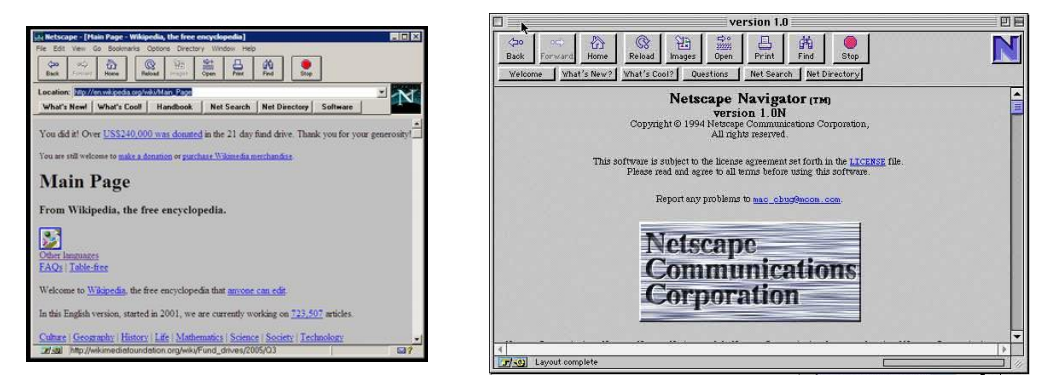 Netscape - [Main Page - Wikipedia, the free encyclopedia]
File Edit View Go Bookmarks Options Directory Window Help
Back Forward Home Reload Images Open Print Find Stop
Location: http://en.wikipedia.org/wiki/Main_Page
What's New! What's Cool! Handbook Net Search Net Directory Software
You did it! Over US$240,000 was donated in the 21 day fund drive. Thank you for your generosity!
You are still welcome to make a donation or purchase Wikimedia merchandise.
Main Page
From Wikipedia, the free encyclopedia.
Other languages
FAQs | Table-free
Welcome to Wikipedia, the free encyclopedia that anyone can edit.
In this English version, started in 2001, we are currently working on 723,507 articles.
Culture | Geography | History | Life | Mathematics | Science | Society | Technology
http://wikimediafoundation.org/wiki/Fund_drives/2005/Q3
version 1.0
Back Forward Home Reload Images Open Print Find Stop
Welcome What's New? What's Cool? Questions Net Search Net Directory
N
Netscape Navigator (TM)
version 1.0N
Copyright © 1994 Netscape Communications Corporation,
All rights reserved.
This software is subject to the license agreement set forth in the LICENSE file.
Please read and agree to all terms before using this software.
Report any problems to mac_cbug@mcom.com.
Netscape
Communications
Corporation
Layout complete